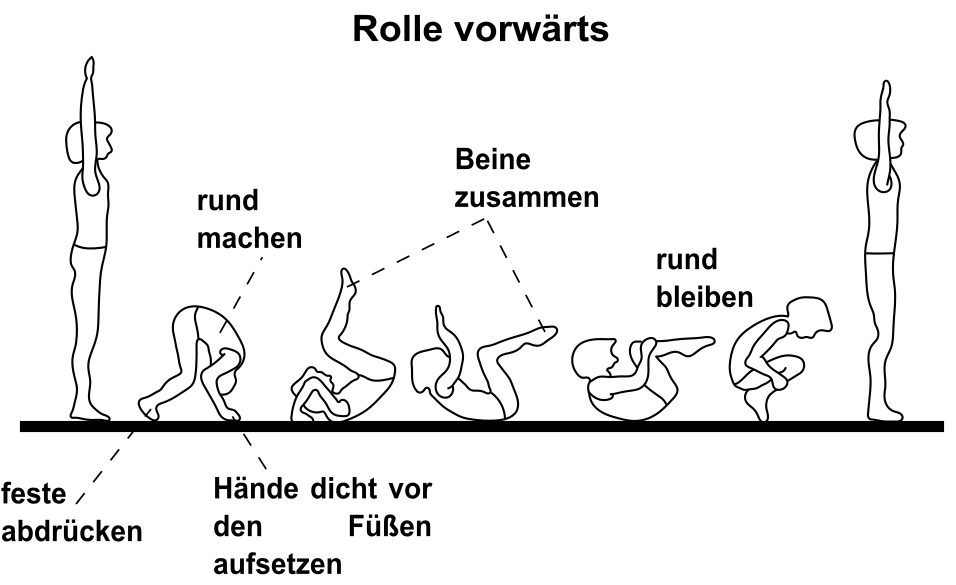 Rolle vorwärts
Beine
zusammen
rund
machen
rund
bleiben
feste
abdrücken
Hände dicht vor
den Füßen
aufsetzen